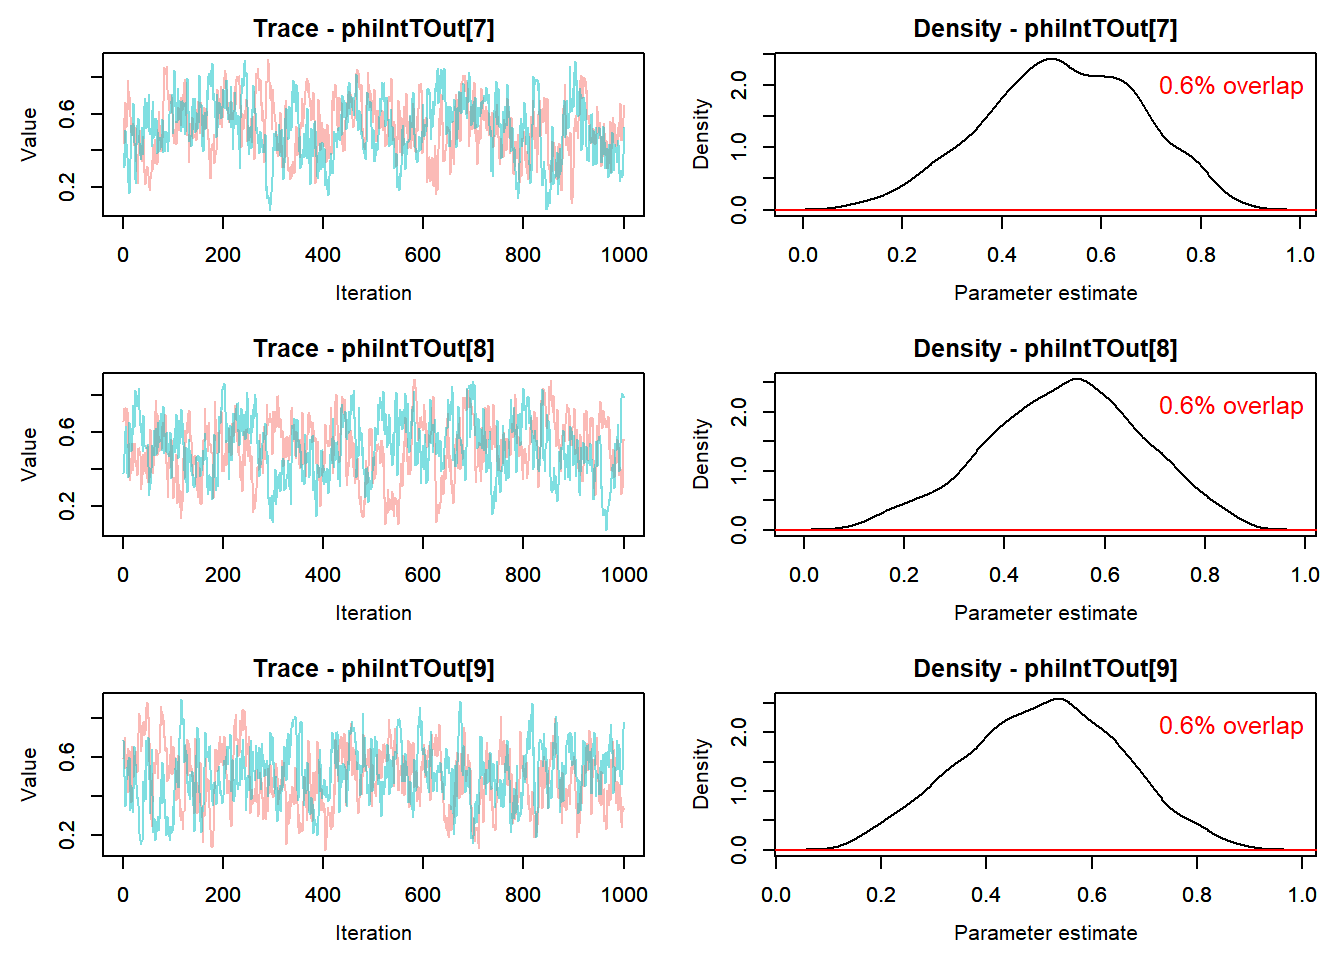 Trace - phiIntTOut[7]
Value
0.2
0.6
0
200
400
600
800
1000
Iteration
Density - phiIntTOut[7]
0.6% overlap
Density
0.0
1.0
2.0
0.0
0.2
0.4
0.6
0.8
1.0
Parameter estimate
Trace - phiIntTOut[8]
Value
0.2
0.6
0
200
400
600
800
1000
Iteration
Density - phiIntTOut[8]
0.6% overlap
Density
0.0
1.0
2.0
0.0
0.2
0.4
0.6
0.8
1.0
Parameter estimate
Trace - phiIntTOut[9]
Value
0.2
0.6
0
200
400
600
800
1000
Iteration
Density - phiIntTOut[9]
0.6% overlap
Density
0.0
1.0
2.0
0.0
0.2
0.4
0.6
0.8
1.0
Parameter estimate